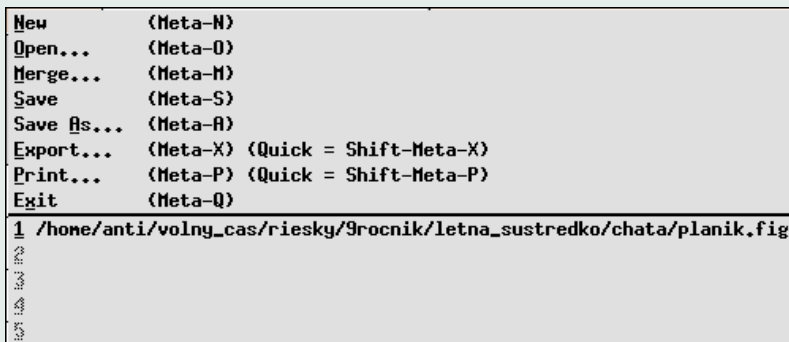 New (Meta-N)
Open... (Meta-O)
Merge... (Meta-M)
Save (Meta-S)
Save As... (Meta-A)
Export... (Meta-X) (Quick = Shift-Meta-X)
Print... (Meta-P) (Quick = Shift-Meta-P)
Exit (Meta-Q)
1 /home/anti/volny_cas/riesky/9rocnik/letna_sustredko/chata/planik.fig
2
3
4
5